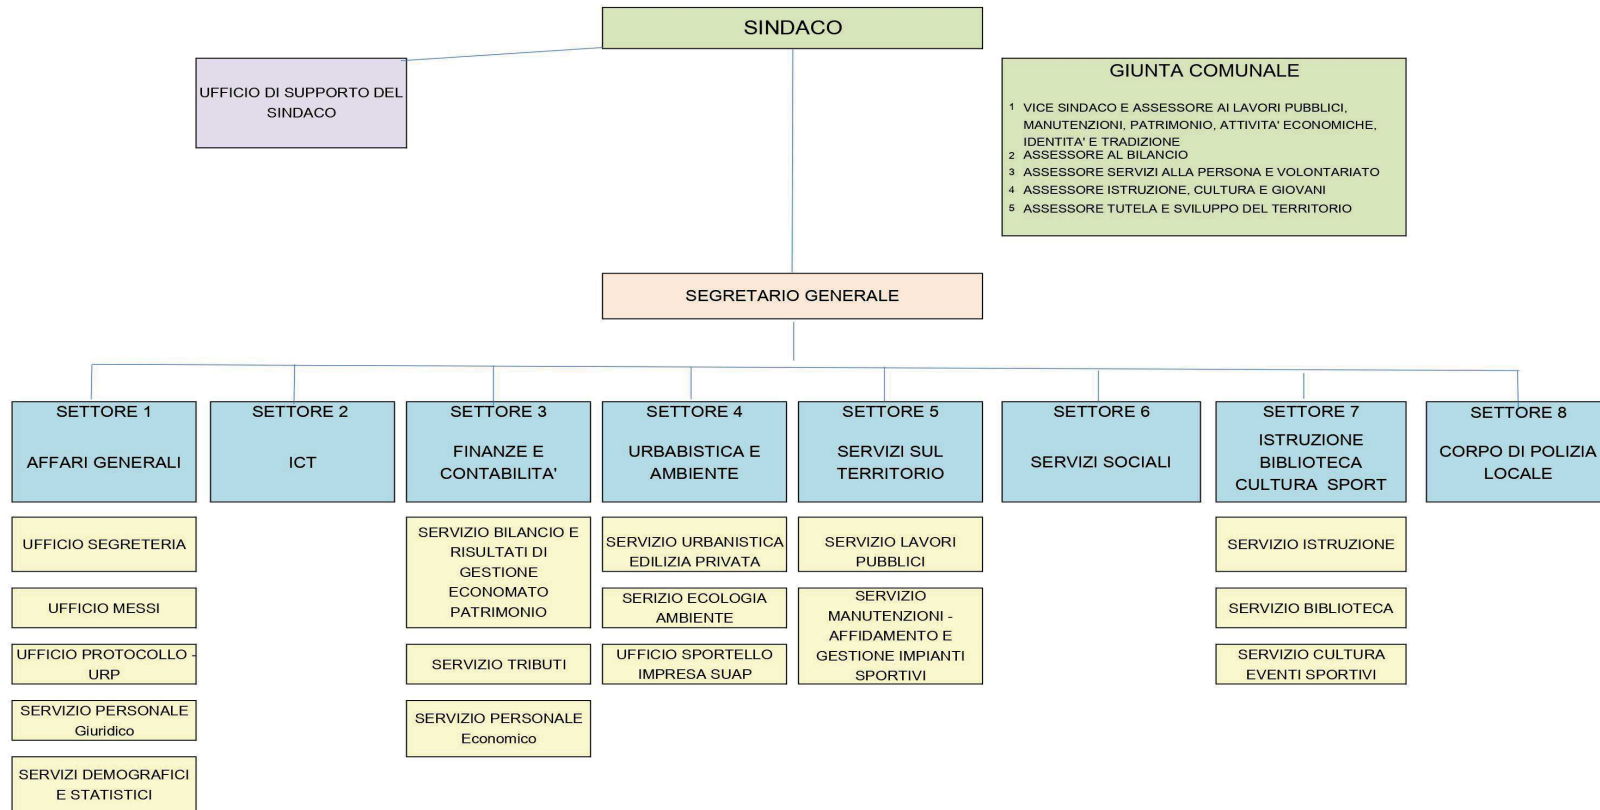 SINDACO
UFFICIO DI SUPPORTO DEL
SINDACO
GIUNTA COMUNALE
1 VICE SINDACO E ASSESSORE AI LAVORI PUBBLICI,
MANUTENZIONI, PATRIMONIO, ATTIVITA' ECONOMICHE,
IDENTITA' E TRADIZIONE
2 ASSESSORE AL BILANCIO
3 ASSESSORE SERVIZI ALLA PERSONA E VOLONTARIATO
4 ASSESSORE ISTRUZIONE, CULTURA E GIOVANI
5 ASSESSORE TUTELA E SVILUPPO DEL TERRITORIO
SEGRETARIO GENERALE
SETTORE 1
AFFARI GENERALI
UFFICIO SEGRETERIA
UFFICIO MESSI
UFFICIO PROTOCOLLO -
URP
SERVIZIO PERSONALE
Giuridico
SERVIZI DEMOGRAFICI
E STATISTICI
SETTORE 2
ICT
SETTORE 3
FINANZE E
CONTABILITA'
SERVIZIO BILANCIO E
RISULTATI DI
GESTIONE
ECONOMATO
PATRIMONIO
SERVIZIO TRIBUTI
SERVIZIO PERSONALE
Economico
SETTORE 4
URBABISTICA E
AMBIENTE
SERVIZIO URBANISTICA
EDILIZIA PRIVATA
SERIZIO ECOLOGIA
AMBIENTE
UFFICIO SPORTELLO
IMPRESA SUAP
SETTORE 5
SERVIZI SUL
TERRITORIO
SERVIZIO LAVORI
PUBBLICI
SERVIZIO
MANUTENZIONI -
AFFIDAMENTO E
GESTIONE IMPIANTI
SPORTIVI
SETTORE 6
SERVIZI SOCIALI
SETTORE 7
ISTRUZIONE
BIBLIOTECA
CULTURA SPORT
SERVIZIO ISTRUZIONE
SERVIZIO BIBLIOTECA
SERVIZIO CULTURA
EVENTI SPORTIVI
SETTORE 8
CORPO DI POLIZIA
LOCALE